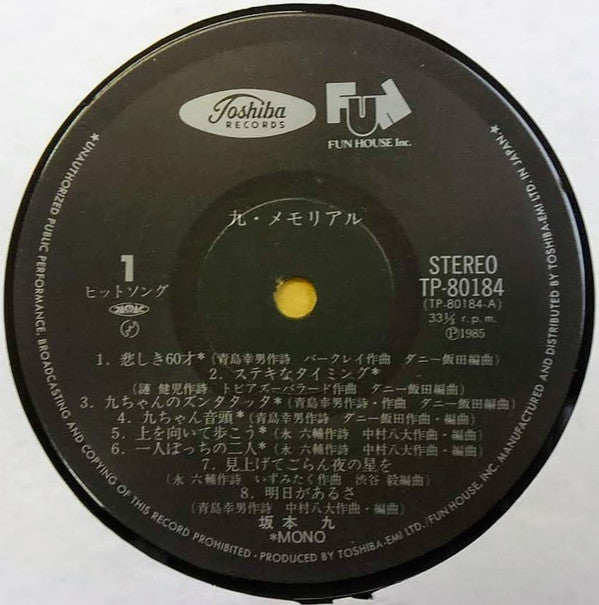 Toshiba
RECORDS
FUN
FUN HOUSE Inc.
九・メモリアル
1
ヒットソング
STEREO
TP-80184
(TP-80184-A)
33⅓ r.p.m.
Ⓟ1985
1. 悲しき60才*(青島幸男作詩 バークレイ作曲 ダニー飯田編曲)
2. ステキなタイミング*
(漣 健児作詩 トビアズ〜バラード作曲 ダニー飯田編曲)
3. 九ちゃんのズンタタッタ*(青島幸男作詩・作曲 ダニー飯田編曲)
4. 九ちゃん音頭*(青島幸男作詩 ダニー飯田作曲・編曲)
5. 上を向いて歩こう*(永 六輔作詩 中村八大作曲・編曲)
6. 一人ぼっちの二人*(永 六輔作詩 中村八大作曲・編曲)
7. 見上げてごらん夜の星を
(永 六輔作詩 いずみたく作曲 渋谷 毅編曲)
8. 明日があるさ
(青島幸男作詩 中村八大作曲・編曲)
坂本 九
*MONO
★UNAUTHORIZED PUBLIC PERFORMANCE, BROADCASTING AND COPYING OF THIS RECORD PROHIBITED・PRODUCED BY TOSHIBA-EMI LTD./FUN HOUSE, INC. MANUFACTURED AND DISTRIBUTED BY TOSHIBA-EMI LTD. IN JAPAN★